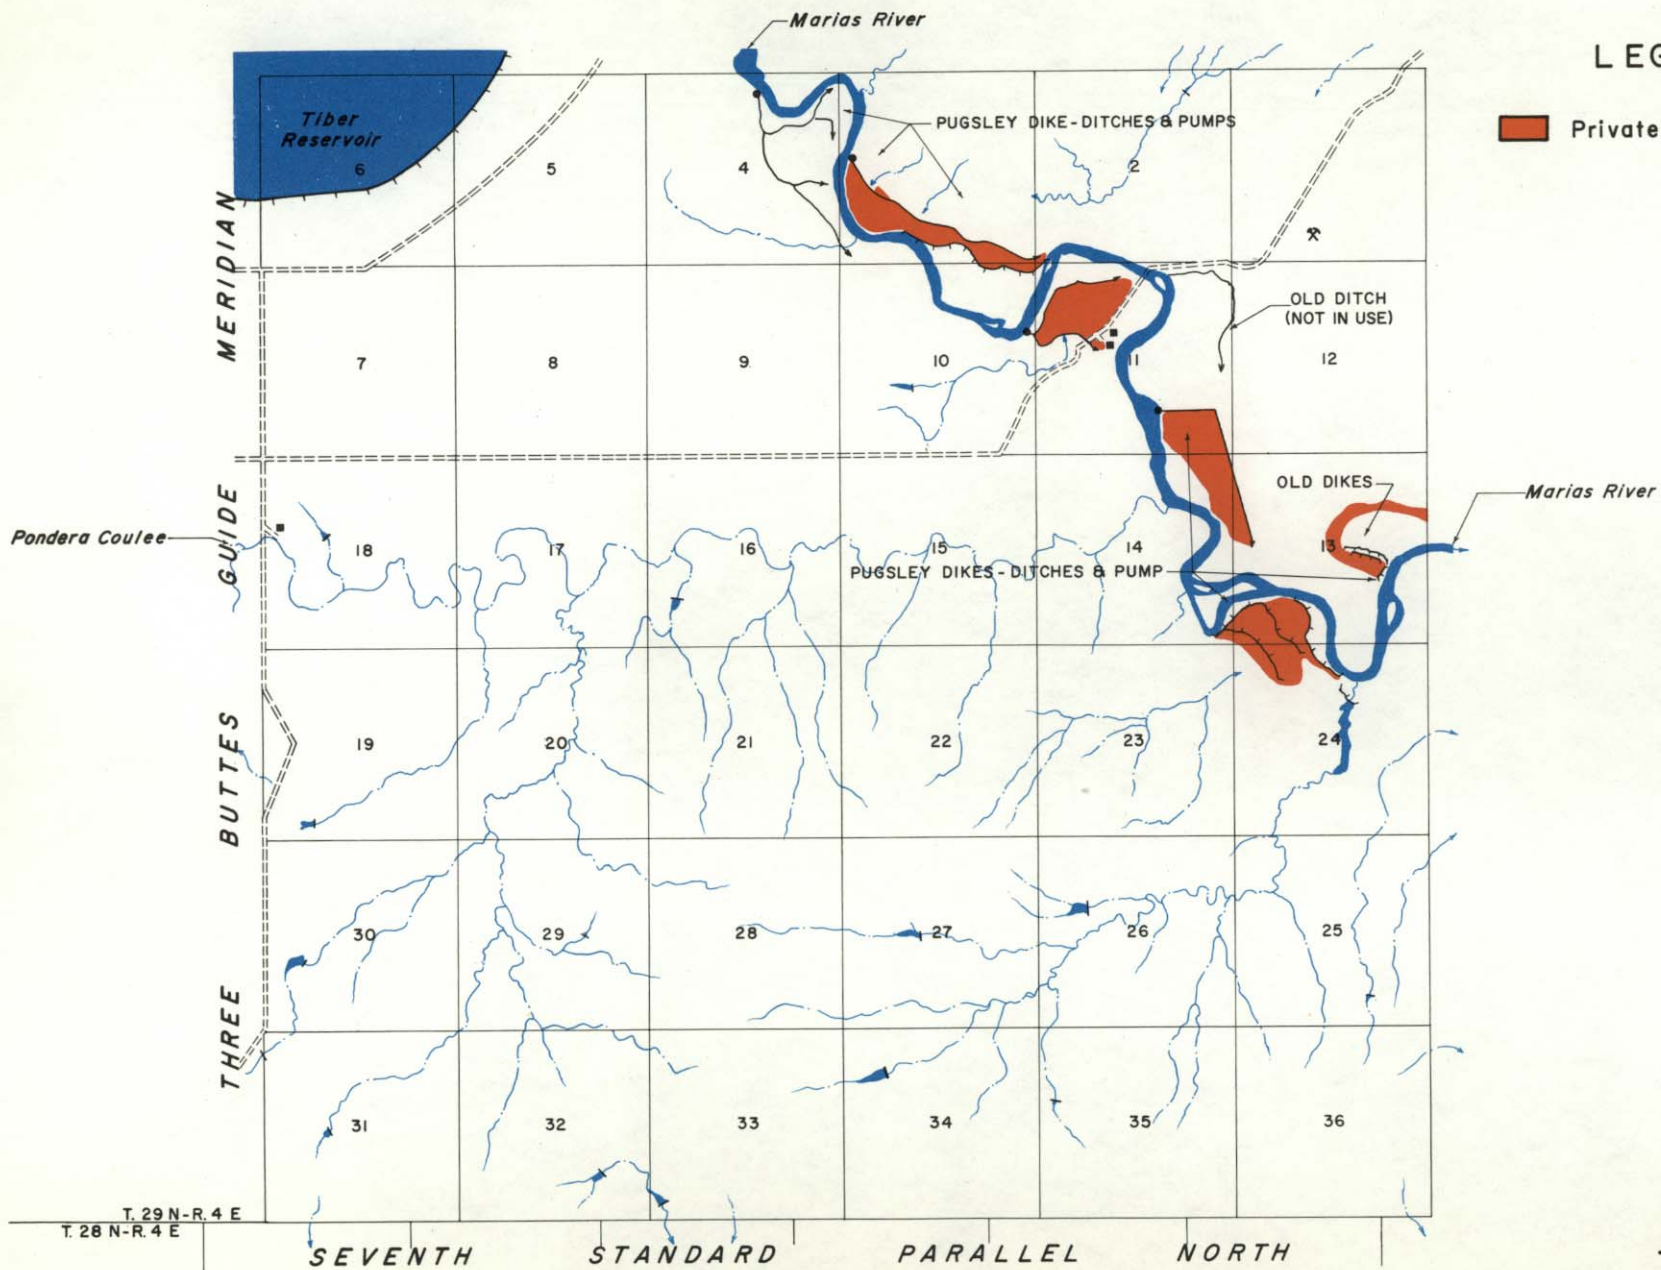 Marias River
LEG
Private
Tiber
Reservoir
PUGSLEY DIKE-DITCHES & PUMPS
6
5
4
2
OLD DITCH
(NOT IN USE)
7
8
9
10
11
12
OLD DIKES
Marias River
Pondera Coulee
18
17
16
15
14
13
PUGSLEY DIKES-DITCHES & PUMP
19
20
21
22
23
24
30
29
28
27
26
25
31
32
33
34
35
36
THREE BUTTES GUIDE MERIDIAN
T. 29 N-R. 4 E
T. 28 N-R. 4 E
SEVENTH STANDARD PARALLEL NORTH